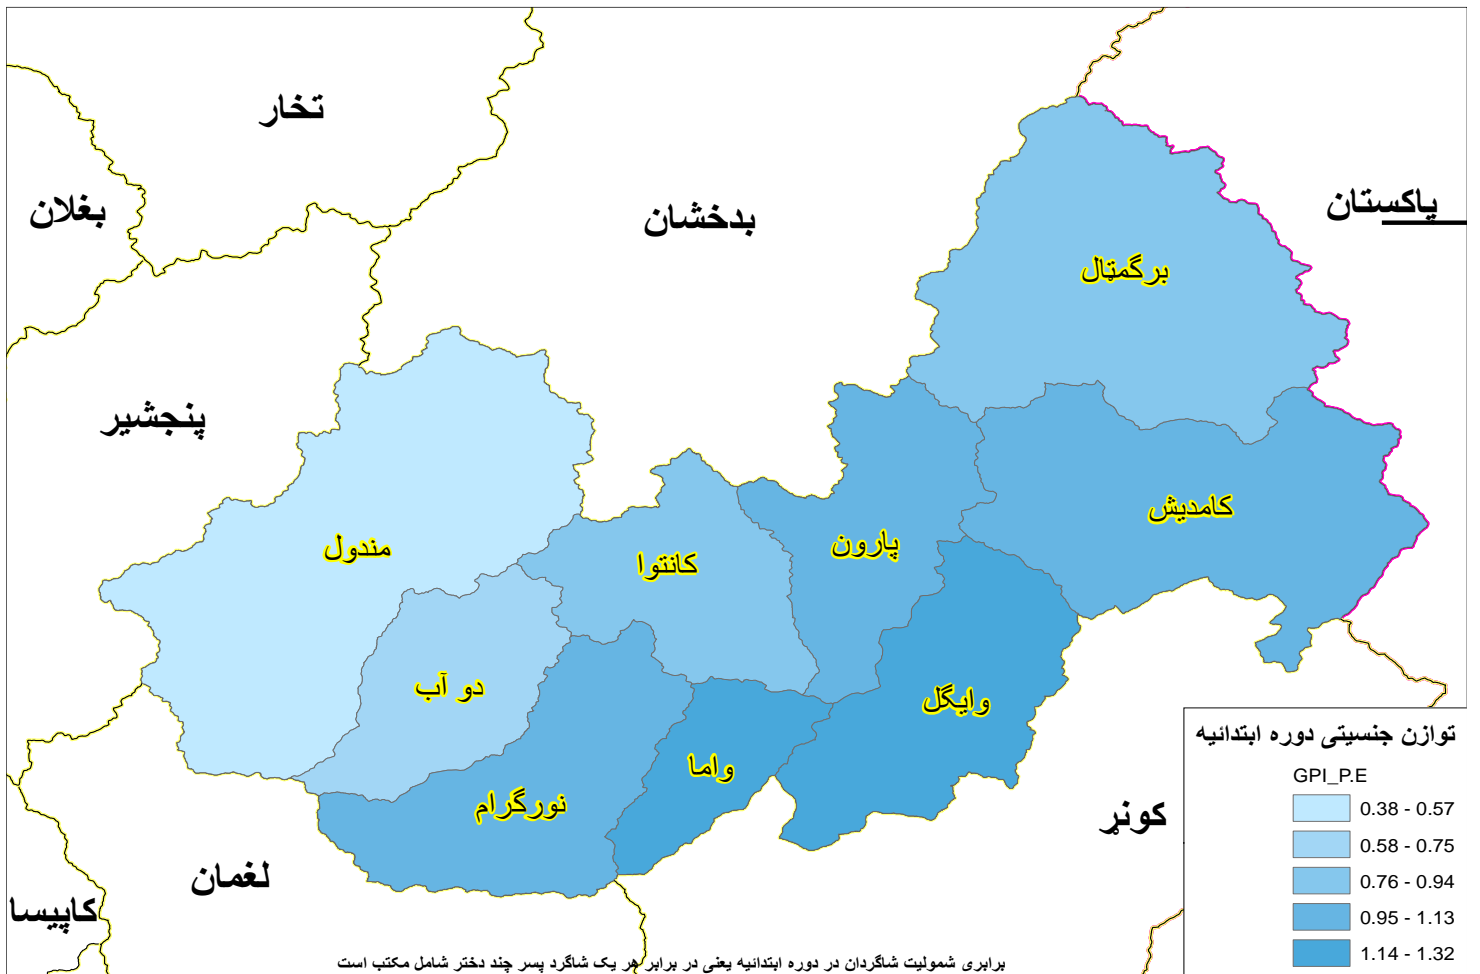 تخار
بغلان
بدخشان
پاکستان
برگمټال
پنجشیر
کامدیش
پارون
کانتوا
مندول
دو آب
وایگل
واما
نورگرام
کونړ
لغمان
کاپیسا
توازن جنسیتی دوره ابتدائیه
GPI_P.E
0.38 - 0.57
0.58 - 0.75
0.76 - 0.94
0.95 - 1.13
1.14 - 1.32
برابری شمولیت شاگردان در دوره ابتدائیه یعنی در برابر هر یک شاگرد پسر چند دختر شامل مکتب است